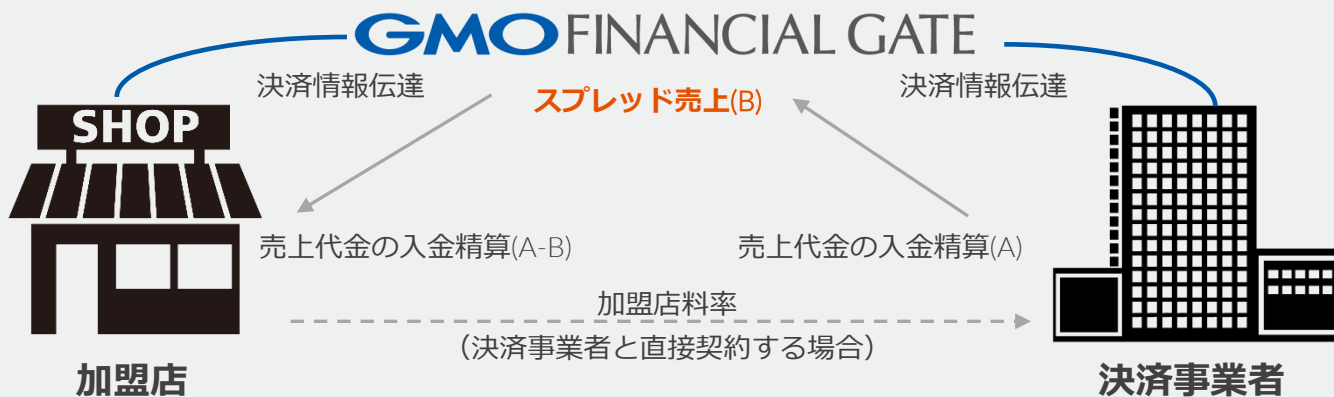 GMO FINANCIAL GATE
決済情報伝達
スプレッド売上(B)
決済情報伝達
SHOP
売上代金の入金精算(A-B)
売上代金の入金精算(A)
加盟店料率
（決済事業者と直接契約する場合）
加盟店
決済事業者